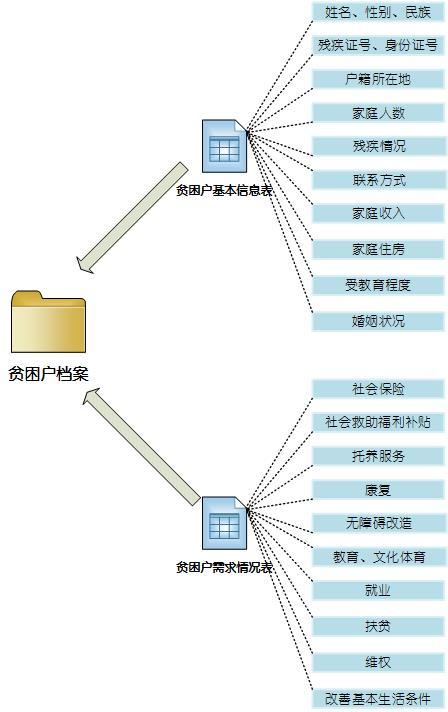 姓名、性别、民族
残疾证号、身份证号
户籍所在地
家庭人数
残疾情况
联系方式
家庭收入
家庭住房
受教育程度
婚姻状况
贫困户基本信息表
贫困户档案
社会保险
社会救助福利补贴
托养服务
康复
无障碍改造
教育、文化体育
就业
扶贫
维权
改善基本生活条件
贫困户需求情况表